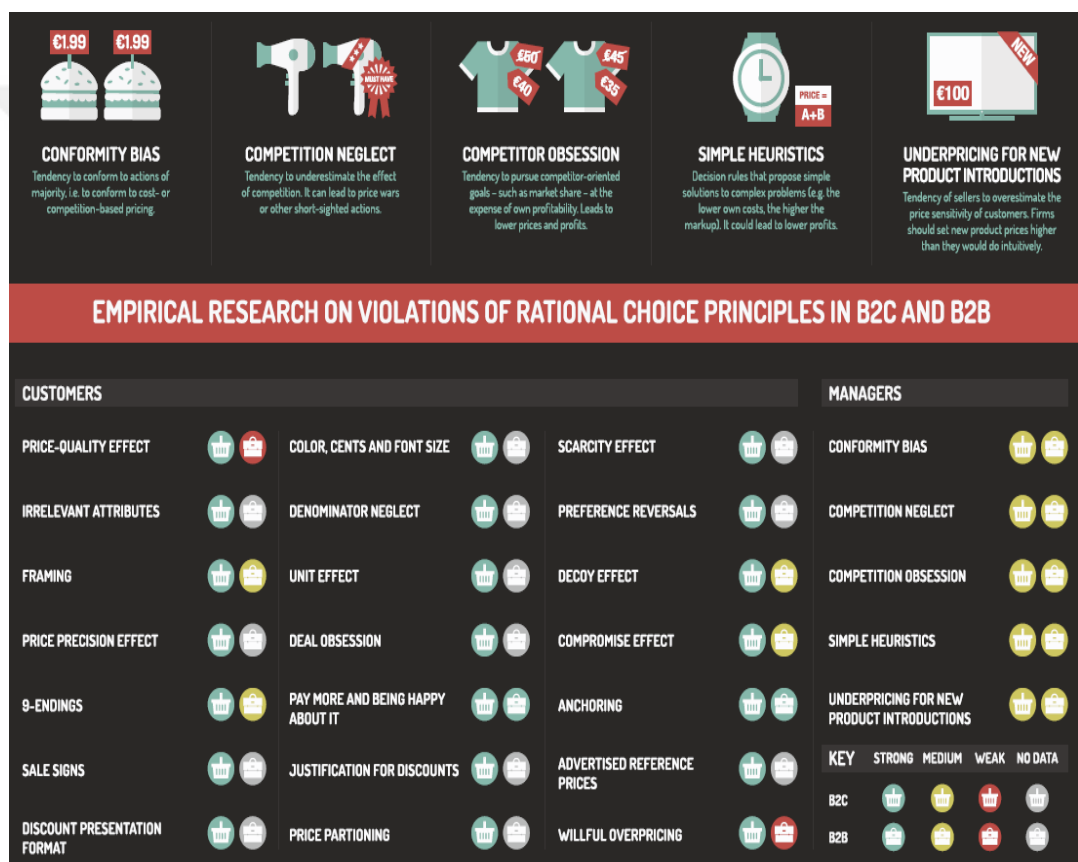 €1.99 €1.99
CONFORMITY BIAS
Tendency to conform to actions of
majority, i.e. to conform to cost- or
competition-based pricing.
MUST HAVE
COMPETITION NEGLECT
Tendency to underestimate the effect
of competition. It can lead to price wars
or other short-sighted actions.
€50 €45
€40 €35
COMPETITOR OBSESSION
Tendency to pursue competitor-oriented
goals – such as market share – at the
expense of own profitability. Leads to
lower prices and profits.
PRICE =
A+B
SIMPLE HEURISTICS
Decision rules that propose simple
solutions to complex problems (e.g. the
lower own costs, the higher the
markup). It could lead to lower profits.
NEW
€100
UNDERPRICING FOR NEW
PRODUCT INTRODUCTIONS
Tendency of sellers to overestimate the
price sensitivity of customers. Firms
should set new product prices higher
than they would do intuitively.
EMPIRICAL RESEARCH ON VIOLATIONS OF RATIONAL CHOICE PRINCIPLES IN B2C AND B2B
CUSTOMERS
PRICE-QUALITY EFFECT
IRRELEVANT ATTRIBUTES
FRAMING
PRICE PRECISION EFFECT
9-ENDINGS
SALE SIGNS
DISCOUNT PRESENTATION
FORMAT
COLOR, CENTS AND FONT SIZE
DENOMINATOR NEGLECT
UNIT EFFECT
DEAL OBSESSION
PAY MORE AND BEING HAPPY
ABOUT IT
JUSTIFICATION FOR DISCOUNTS
PRICE PARTIONING
SCARCITY EFFECT
PREFERENCE REVERSALS
DECOY EFFECT
COMPROMISE EFFECT
ANCHORING
ADVERTISED REFERENCE
PRICES
WILLFUL OVERPRICING
MANAGERS
CONFORMITY BIAS
COMPETITION NEGLECT
COMPETITION OBSESSION
SIMPLE HEURISTICS
UNDERPRICING FOR NEW
PRODUCT INTRODUCTIONS
KEY STRONG MEDIUM WEAK NO DATA
B2C
B2B